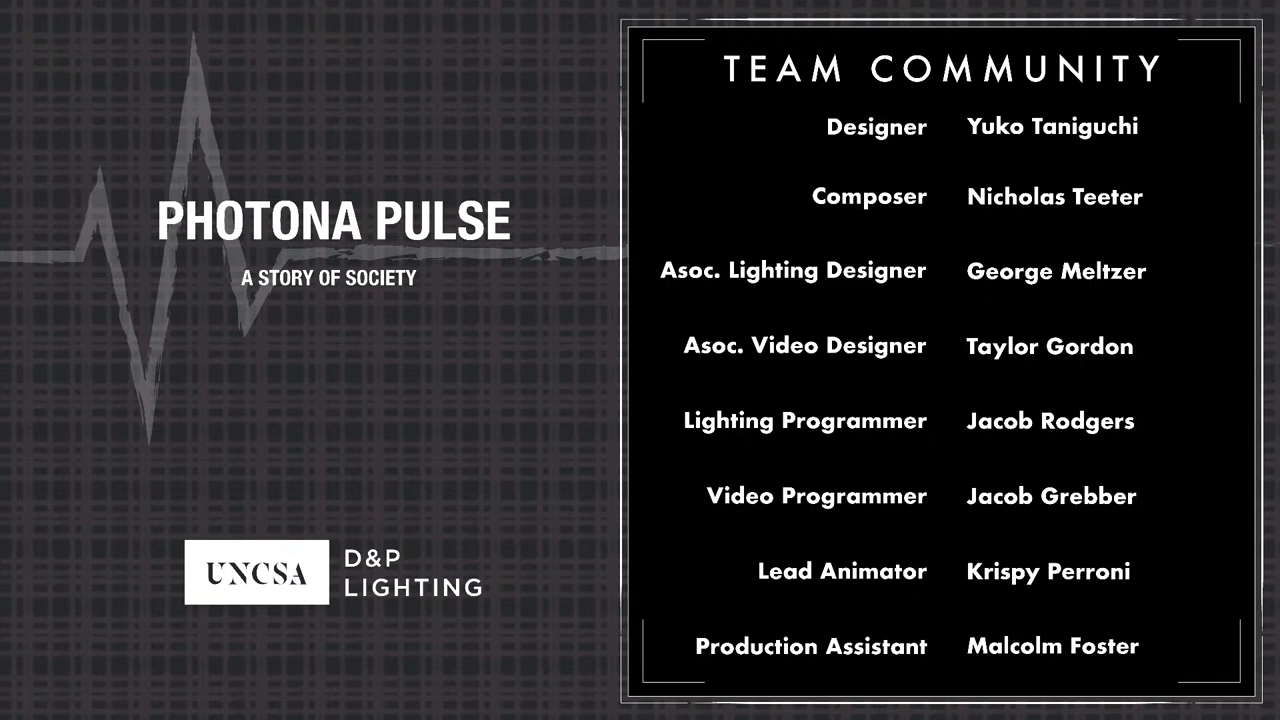 PHOTONA PULSE
A STORY OF SOCIETY
UNCSA
D&P
LIGHTING
TEAM COMMUNITY
Designer Yuko Taniguchi
Composer Nicholas Teeter
Asoc. Lighting Designer George Meltzer
Asoc. Video Designer Taylor Gordon
Lighting Programmer Jacob Rodgers
Video Programmer Jacob Grebber
Lead Animator Krispy Perroni
Production Assistant Malcolm Foster